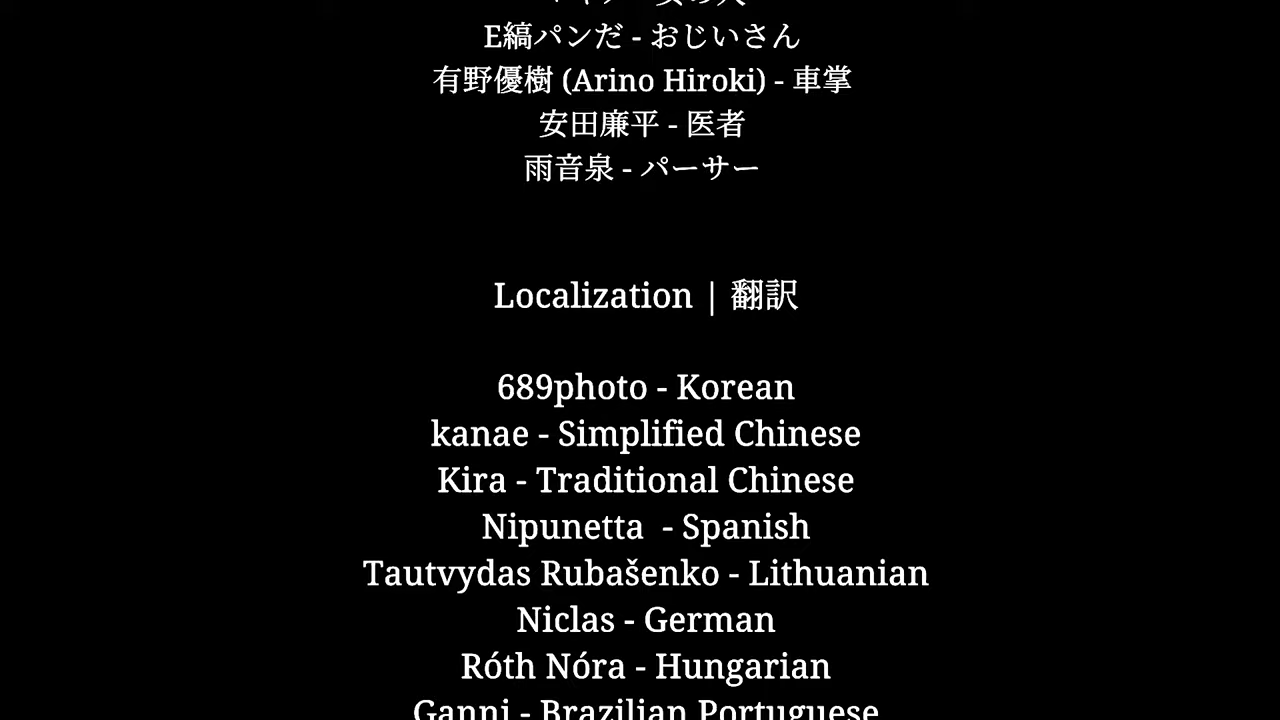 E縞パンだ - おじいさん
有野優樹 (Arino Hiroki) - 車掌
安田廉平 - 医者
雨音泉 - パーサー
Localization | 翻訳
689photo - Korean
kanae - Simplified Chinese
Kira - Traditional Chinese
Nipunetta  - Spanish
Tautvydas Rubašenko - Lithuanian
Niclas - German
Róth Nóra - Hungarian
Ganni - Brazilian Portuguese